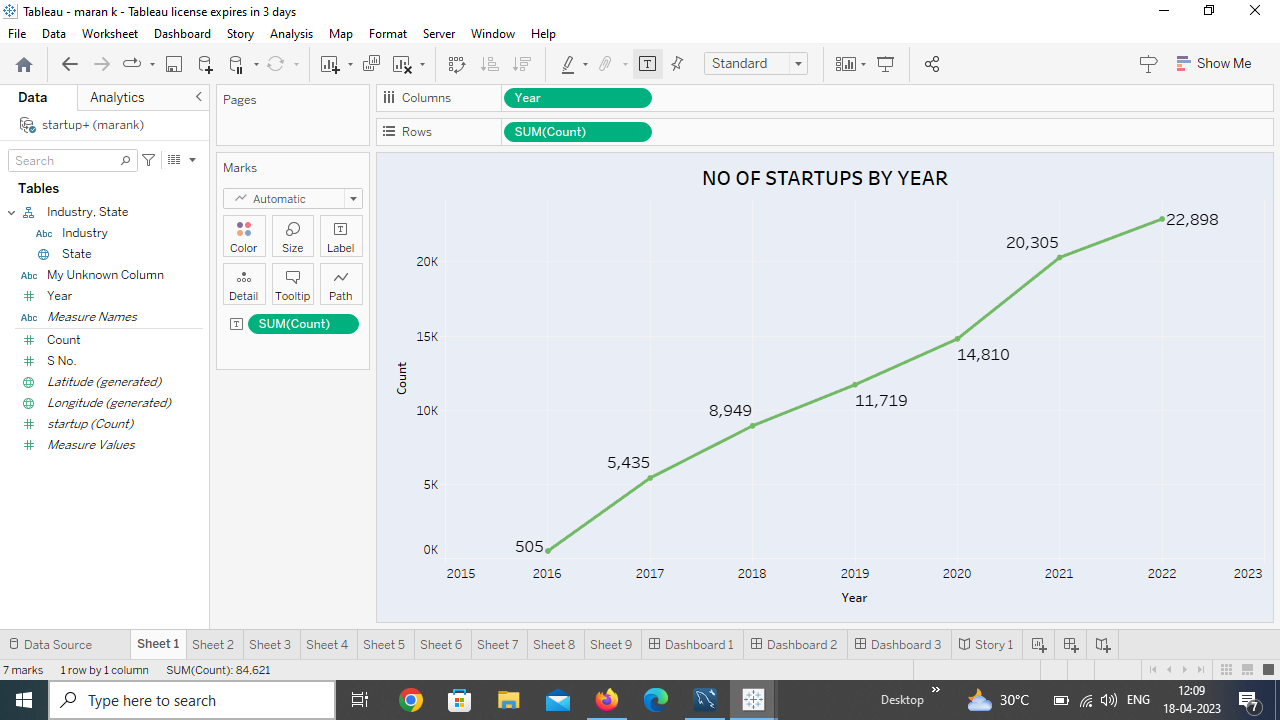 Tableau - maran k - Tableau license expires in 3 days
File Data Worksheet Dashboard Story Analysis Map Format Server Window Help
Standard
Show Me
Data Analytics
startup+ (marank)
Search
Tables
Industry, State
Abc Industry
State
Abc My Unknown Column
Year
Abc Measure Names
Count
S No.
Latitude (generated)
Longitude (generated)
startup (Count)
Measure Values
Pages
Marks
Automatic
Color Size Label
Detail Tooltip Path
SUM(Count)
Columns Year
Rows SUM(Count)
NO OF STARTUPS BY YEAR
22,898
20,305
14,810
11,719
8,949
5,435
505
20K
15K
10K
5K
0K
Count
2015 2016 2017 2018 2019 2020 2021 2022 2023
Year
Data Source Sheet 1 Sheet 2 Sheet 3 Sheet 4 Sheet 5 Sheet 6 Sheet 7 Sheet 8 Sheet 9 Dashboard 1 Dashboard 2 Dashboard 3 Story 1
7 marks 1 row by 1 column SUM(Count): 84,621
Type here to search
Desktop
30°C
ENG
12:09
18-04-2023
7